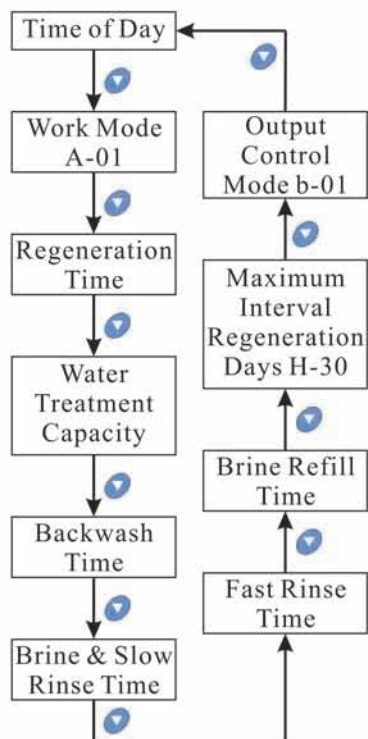 Time of Day
Work Mode
A-01
Regeneration
Time
Water
Treatment
Capacity
Backwash
Time
Brine & Slow
Rinse Time
Fast Rinse
Time
Brine Refill
Time
Maximum
Interval
Regeneration
Days H-30
Output
Control
Mode b-01